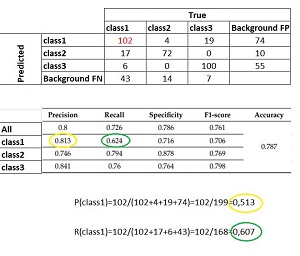 True
class1 class2 class3 Background FP
Predicted
class1 102 4 19 74
class2 17 72 0 10
class3 6 0 100 55
Background FN 43 14 7
Precision Recall Specificity F1-score Accuracy
All 0.8 0.726 0.786 0.761
class1 0.813 0.624 0.716 0.706
0.787
class2 0.746 0.794 0.878 0.769
class3 0.841 0.76 0.764 0.798
P(class1)=102/(102+4+19+74)=102/199=0,513
R(class1)=102/(102+17+6+43)=102/168=0,607